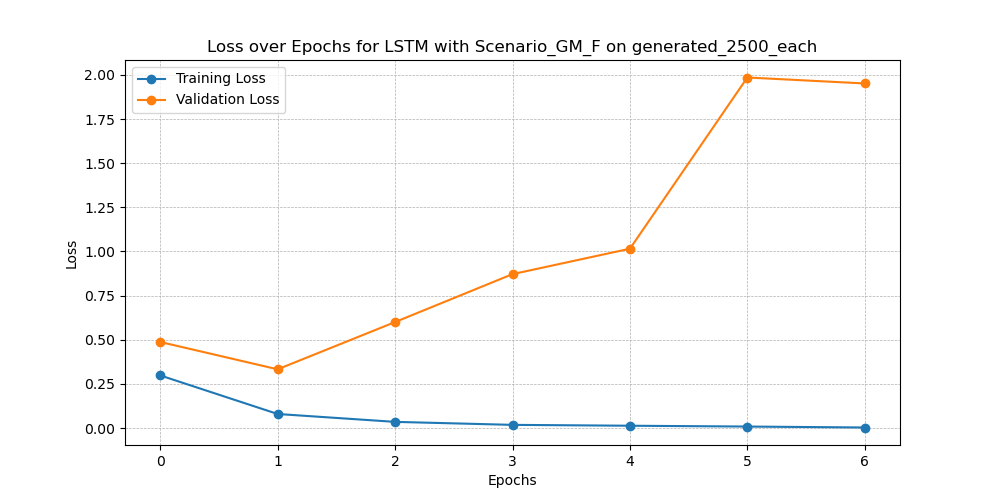 Loss over Epochs for LSTM with Scenario_GM_F on generated_2500_each
Training Loss
Validation Loss
2.00
1.75
1.50
1.25
1.00
0.75
0.50
0.25
0.00
Loss
0 1 2 3 4 5 6
Epochs